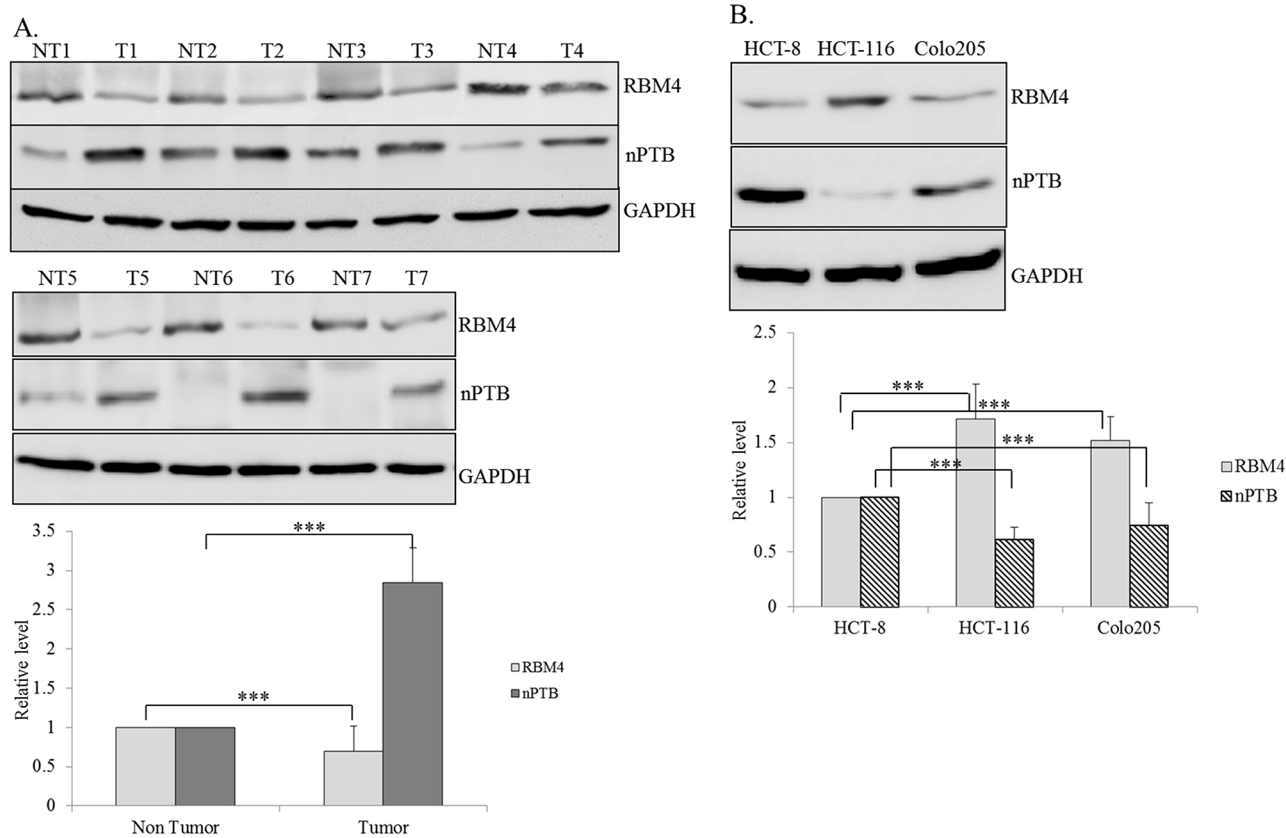 A.
NT1 T1 NT2 T2 NT3 T3 NT4 T4
RBM4
nPTB
GAPDH
NT5 T5 NT6 T6 NT7 T7
RBM4
nPTB
GAPDH
3.5
3
2.5
2
1.5
1
0.5
0
Relative level
***
***
Non Tumor Tumor
RBM4
nPTB
B.
HCT-8 HCT-116 Colo205
RBM4
nPTB
GAPDH
2.5
2
1.5
1
0.5
0
Relative level
***
***
***
***
HCT-8 HCT-116 Colo205
RBM4
nPTB